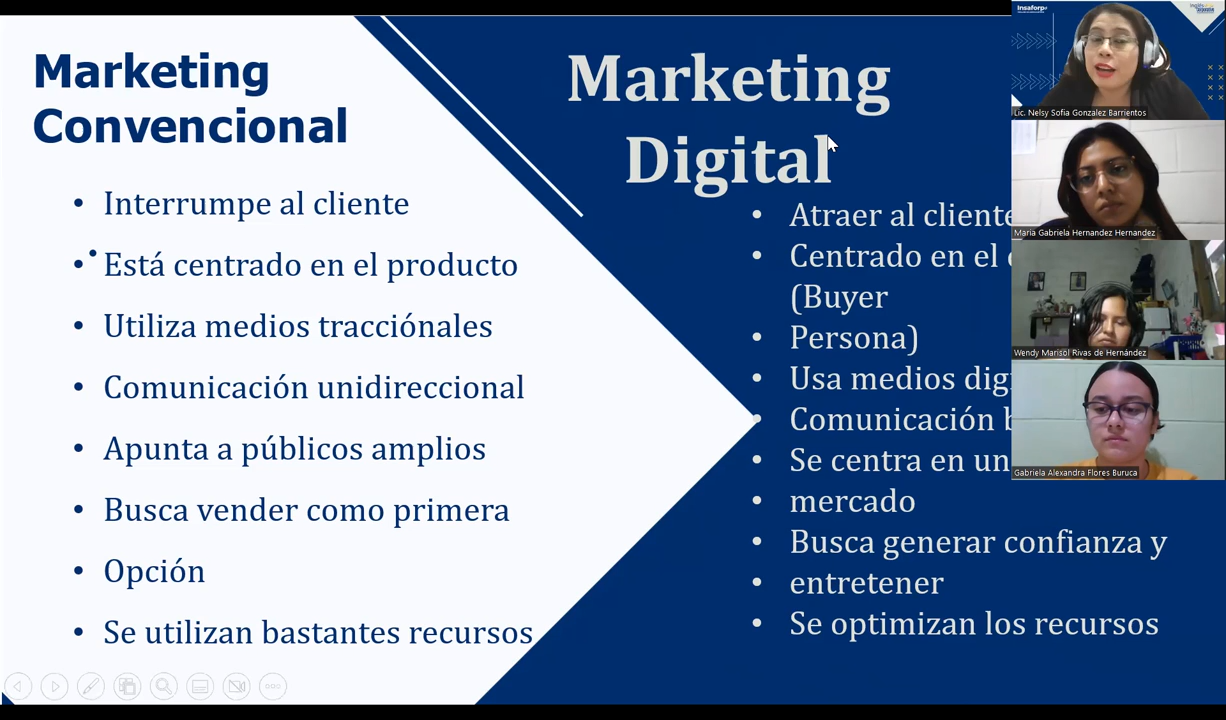 Marketing
Convencional
Interrumpe al cliente
Está centrado en el producto
Utiliza medios tracciónales
Comunicación unidireccional
Apunta a públicos amplios
Busca vender como primera
Opción
Se utilizan bastantes recursos
Marketing
Digital
Atraer al cliente
Centrado en el
(Buyer
Persona)
Usa medios
Comunicación
Se centra en un
mercado
Busca generar confianza y
entretener
Se optimizan los recursos
Insaforp
Lic. Nelsy Sofia Gonzalez Barrientos
Maria Gabriela Hernandez Hernandez
Wendy Marisol Rivas de Hernández
Gabriela Alexandra Flores Buruca